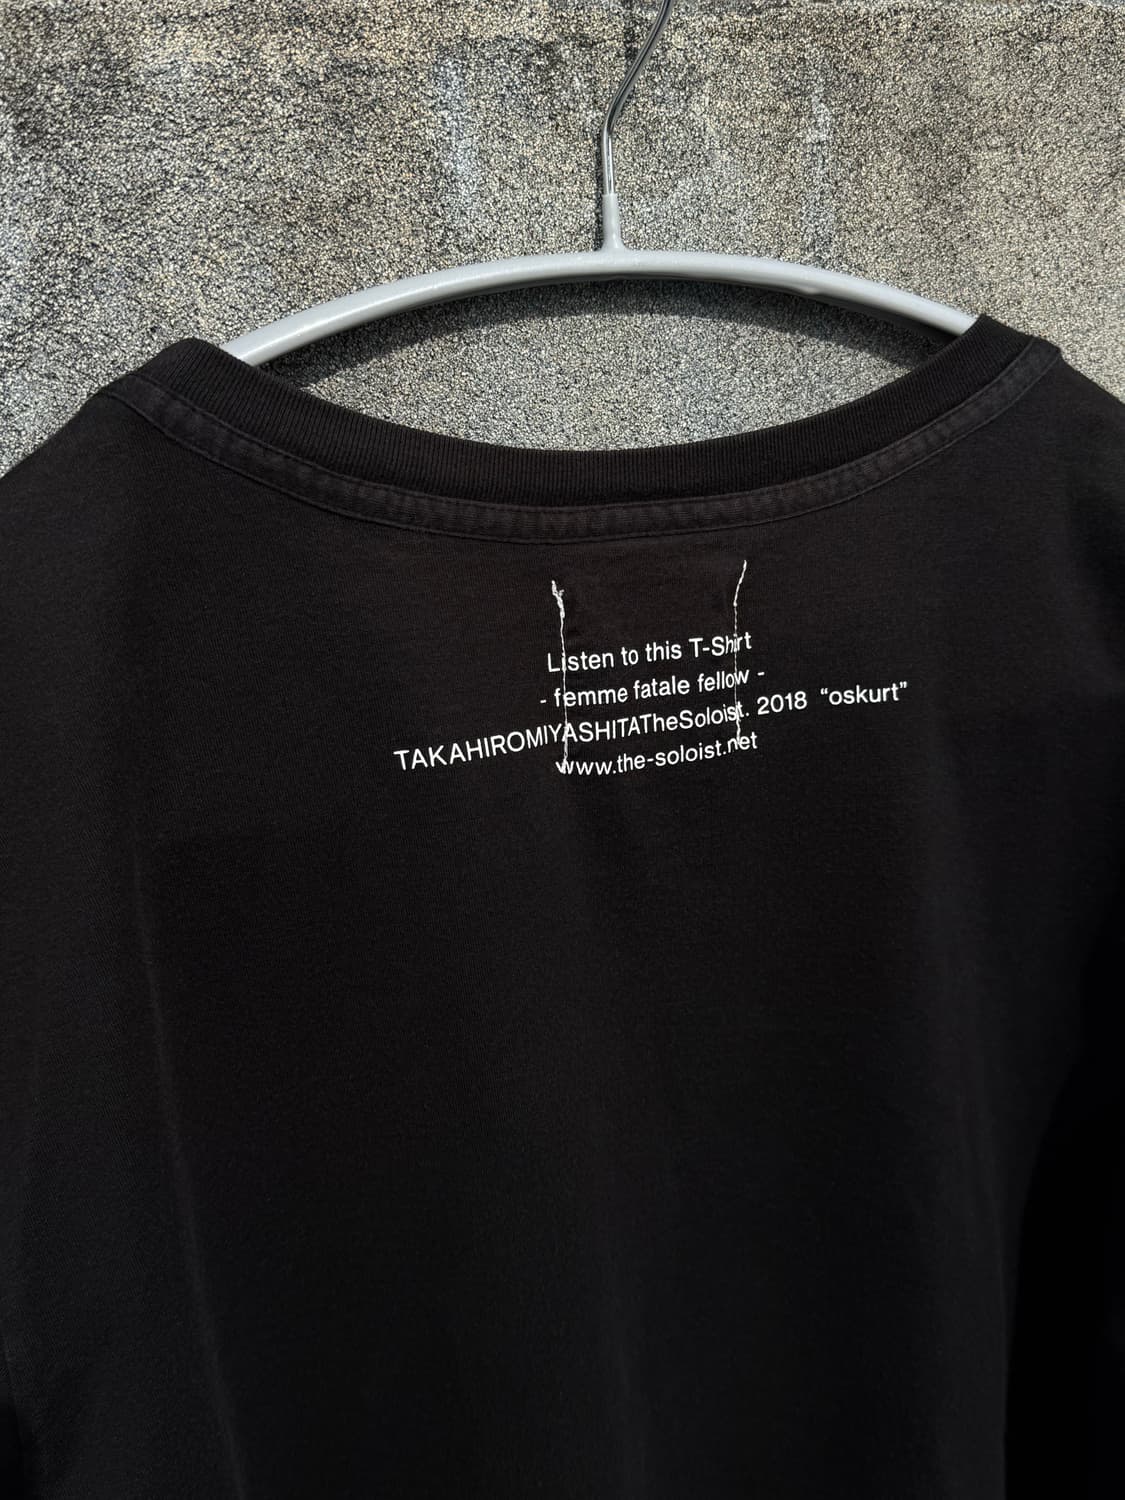 Listen to this T-Shirt
- femme fatale fellow -
TAKAHIROMIYASHITATheSoloist. 2018 “oskurt”
www.the-soloist.net